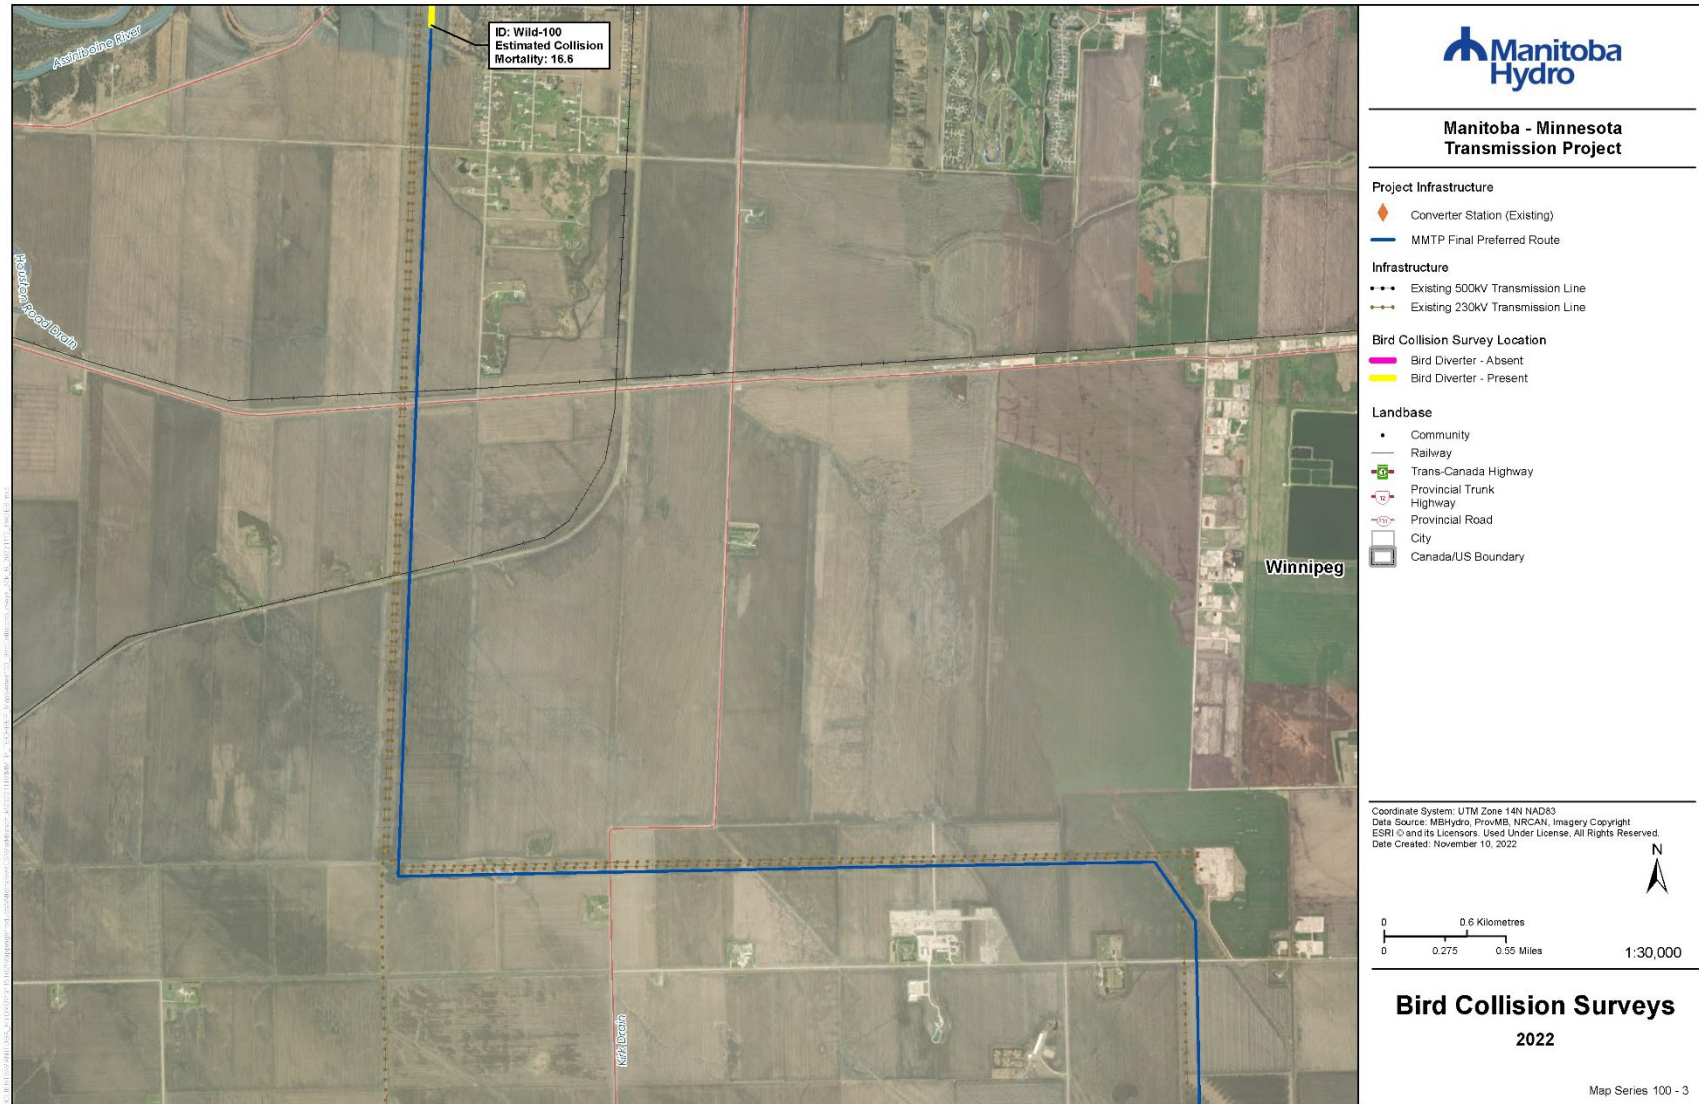 Assiniboine River
ID: Wild-100
Estimated Collision
Mortality: 16.6
Houston Road Drain
Winnipeg
Kirk Drain
Manitoba
Hydro
Manitoba - Minnesota
Transmission Project
Project Infrastructure
Converter Station (Existing)
MMTP Final Preferred Route
Infrastructure
Existing 500kV Transmission Line
Existing 230kV Transmission Line
Bird Collision Survey Location
Bird Diverter - Absent
Bird Diverter - Present
Landbase
Community
Railway
Trans-Canada Highway
Provincial Trunk
Highway
Provincial Road
City
Canada/US Boundary
Coordinate System: UTM Zone 14N NAD83
Data Source: MBHydro, ProvMB, NRCAN, Imagery Copyright
ESRI © and its Licensors. Used Under License, All Rights Reserved.
Date Created: November 10, 2022
N
0 0.6 Kilometres
0 0.275 0.55 Miles
1:30,000
Bird Collision Surveys
2022
Map Series 100 - 3